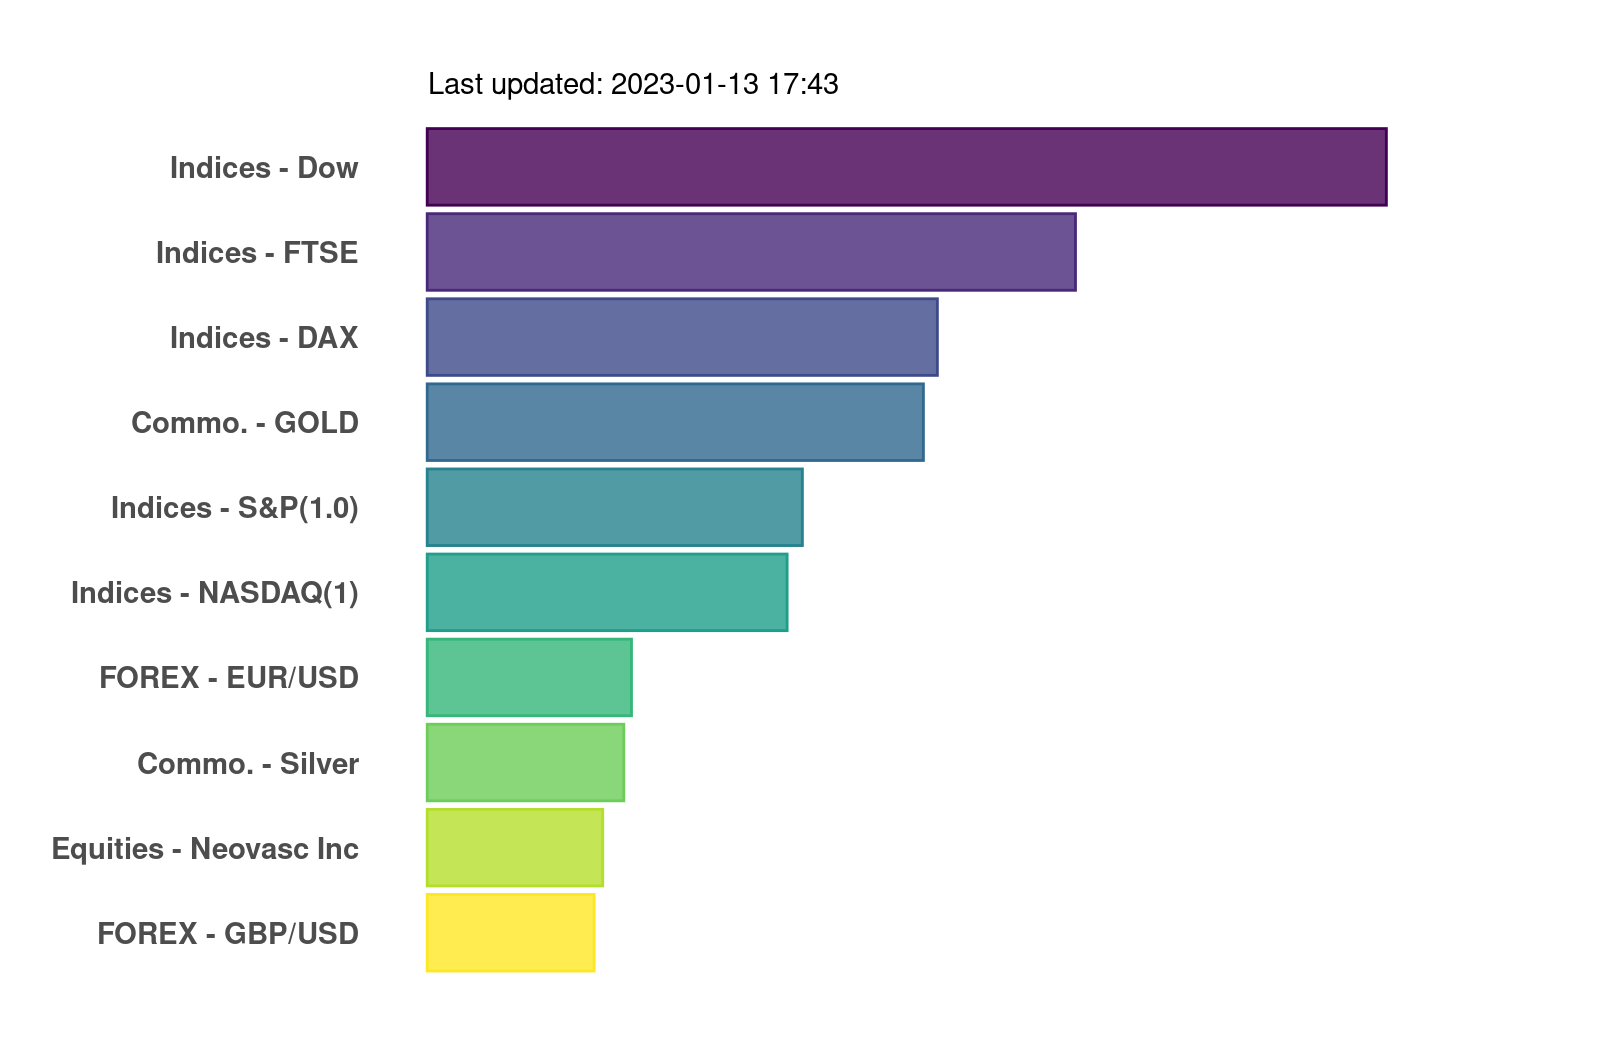 Last updated: 2023-01-13 17:43
Indices - Dow
Indices - FTSE
Indices - DAX
Commo. - GOLD
Indices - S&P(1.0)
Indices - NASDAQ(1)
FOREX - EUR/USD
Commo. - Silver
Equities - Neovasc Inc
FOREX - GBP/USD